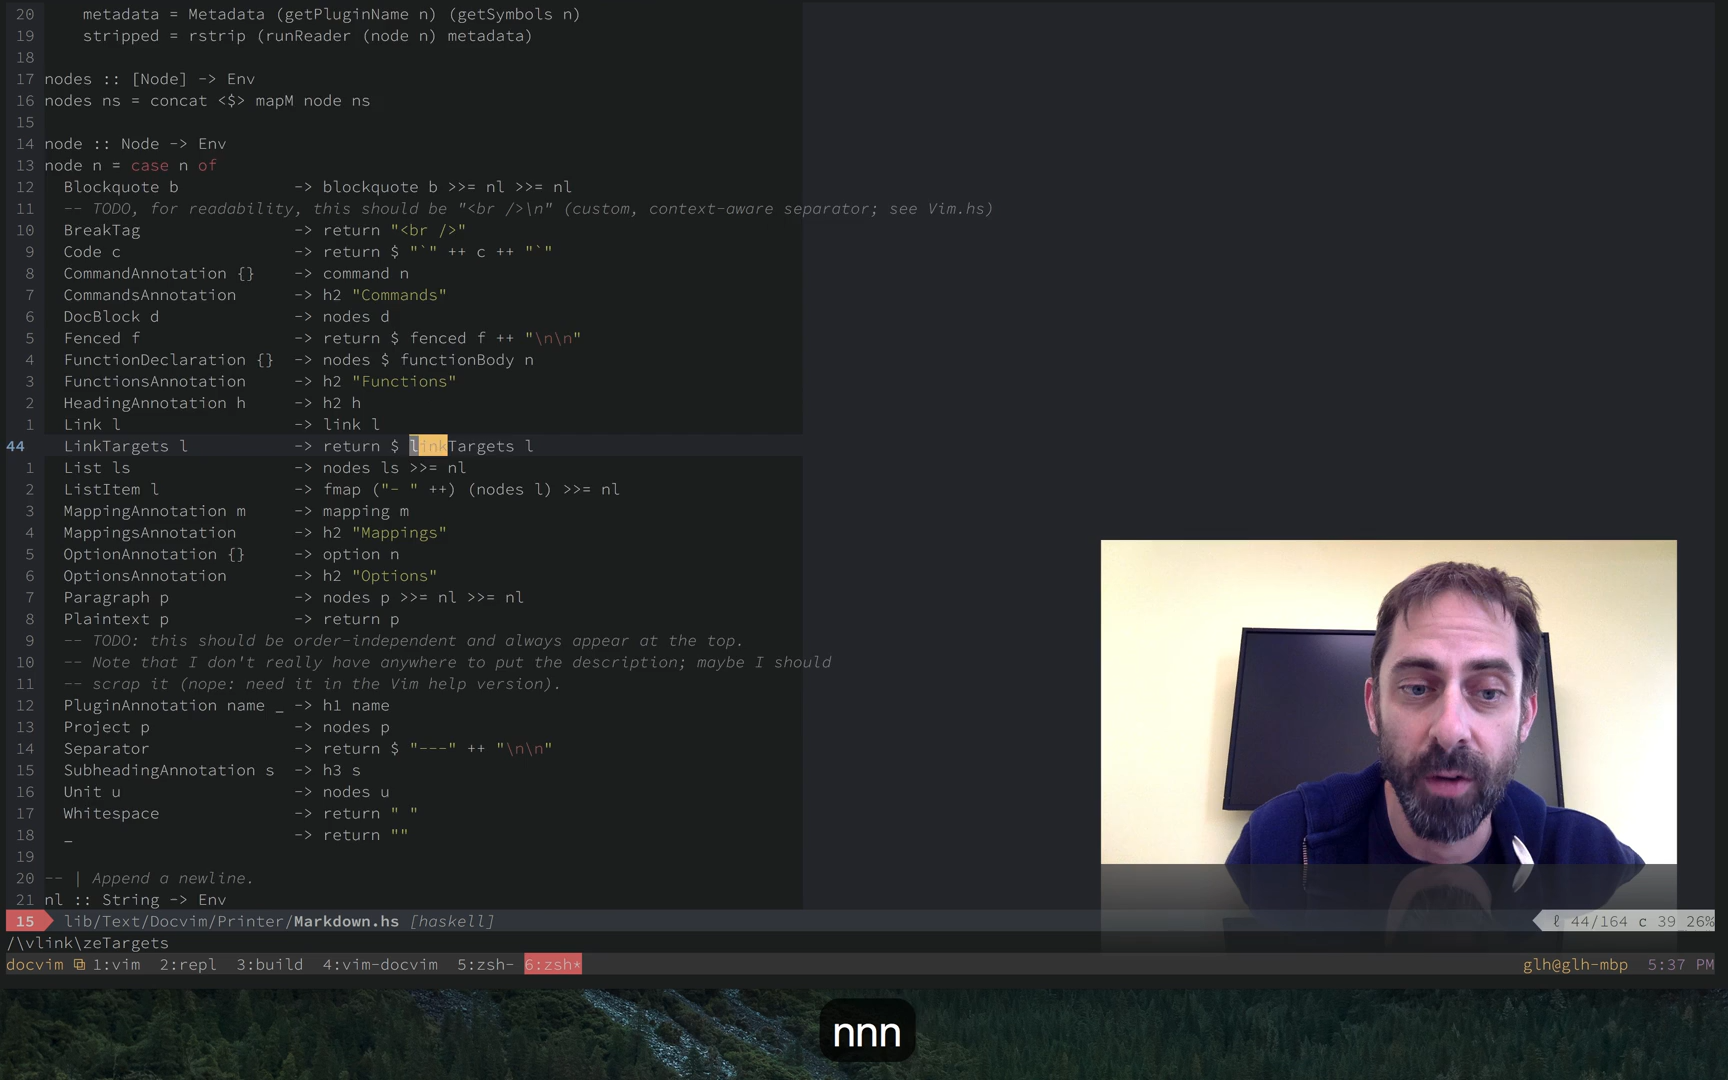 20     metadata = Metadata (getPluginName n) (getSymbols n)
19     stripped = rstrip (runReader (node n) metadata)
18
17 nodes :: [Node] -> Env
16 nodes ns = concat <$> mapM node ns
15
14 node :: Node -> Env
13 node n = case n of
12   Blockquote b            -> blockquote b >>= nl >>= nl
11   -- TODO, for readability, this should be "<br />\n" (custom, context-aware separator; see Vim.hs)
10   BreakTag                -> return "<br />"
9   Code c                  -> return $ "`" ++ c ++ "`"
8   CommandAnnotation {}    -> command n
7   CommandsAnnotation      -> h2 "Commands"
6   DocBlock d              -> nodes d
5   Fenced f                -> return $ fenced f ++ "\n\n"
4   FunctionDeclaration {}  -> nodes $ functionBody n
3   FunctionsAnnotation     -> h2 "Functions"
2   HeadingAnnotation h     -> h2 h
1   Link l                  -> link l
44   LinkTargets l           -> return $ linkTargets l
1   List ls                 -> nodes ls >>= nl
2   ListItem l              -> fmap ("- " ++) (nodes l) >>= nl
3   MappingAnnotation m     -> mapping m
4   MappingsAnnotation      -> h2 "Mappings"
5   OptionAnnotation {}     -> option n
6   OptionsAnnotation       -> h2 "Options"
7   Paragraph p             -> nodes p >>= nl >>= nl
8   Plaintext p             -> return p
9   -- TODO: this should be order-independent and always appear at the top.
10   -- Note that I don't really have anywhere to put the description; maybe I should
11   -- scrap it (nope: need it in the Vim help version).
12   PluginAnnotation name _ -> h1 name
13   Project p               -> nodes p
14   Separator               -> return $ "---" ++ "\n\n"
15   SubheadingAnnotation s  -> h3 s
16   Unit u                  -> nodes u
17   Whitespace              -> return " "
18   _                       -> return ""
19
20 -- | Append a newline.
21 nl :: String -> Env
15 lib/Text/Docvim/Printer/Markdown.hs [haskell] ℓ 44/164 c 39 26%
/\vlink\zeTargets
docvim ⧉ 1:vim 2:repl 3:build 4:vim-docvim 5:zsh- 6:zsh* glh@glh-mbp 5:37 PM
nnn